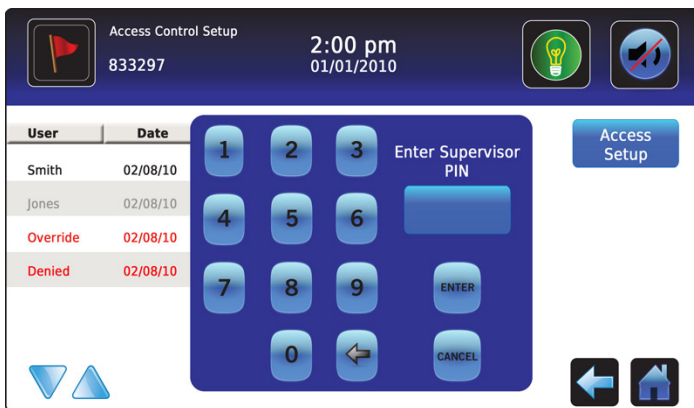 Access Control Setup
833297
2:00 pm
01/01/2010
User Date
Smith 02/08/10
Jones 02/08/10
Override 02/08/10
Denied 02/08/10
1 2 3
4 5 6
7 8 9
0
Enter Supervisor
PIN
ENTER
CANCEL
Access
Setup